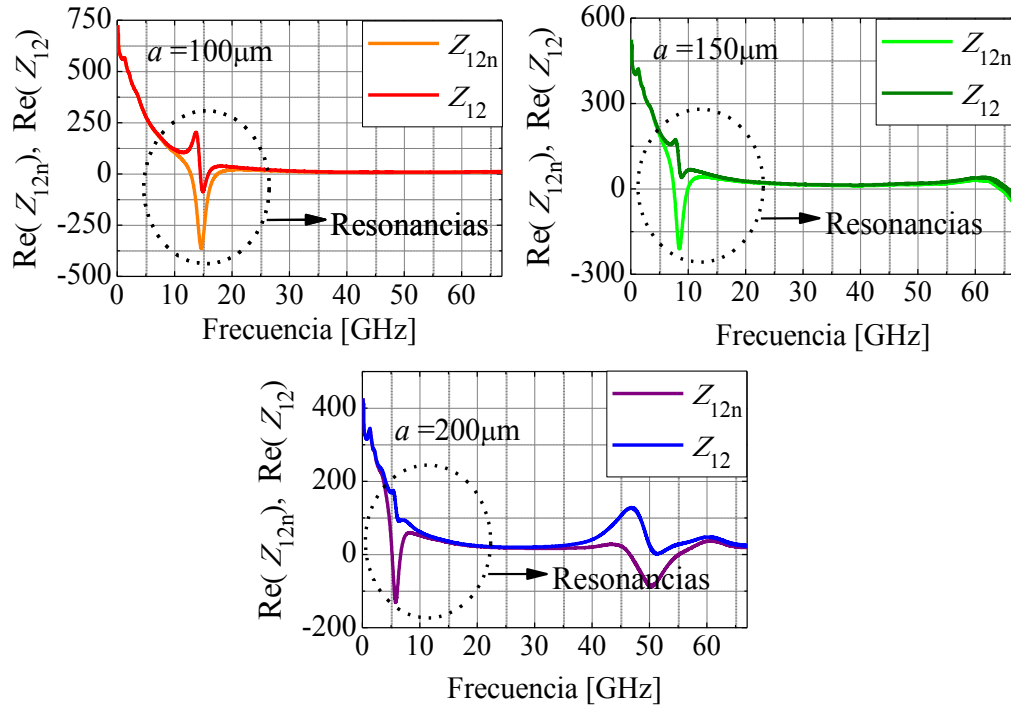 750
500
250
0
-250
-500
0 10 20 30 40 50 60
Re( Z12n), Re( Z12)
Frecuencia [GHz]
a =100μm
Z12n
Z12
Resonancias
600
300
0
-300
0 10 20 30 40 50 60
Re( Z12n), Re( Z12)
Frecuencia [GHz]
a =150μm
Z12n
Z12
Resonancias
400
200
0
-200
0 10 20 30 40 50 60
Re( Z12n), Re( Z12)
Frecuencia [GHz]
a =200μm
Z12n
Z12
Resonancias